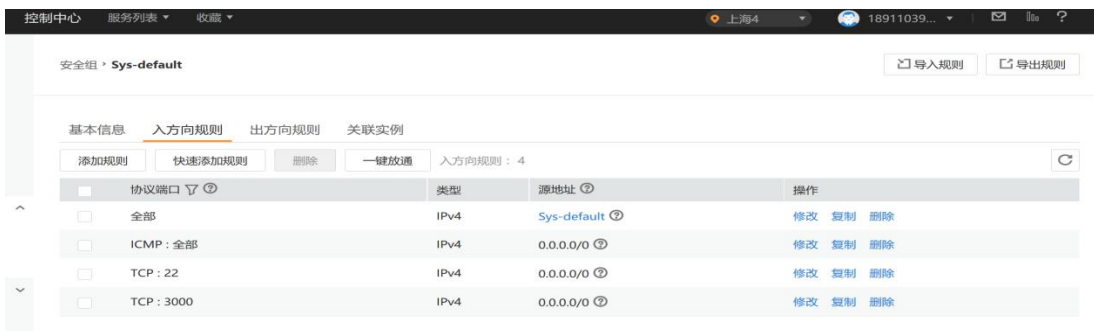 控制中心 服务列表 收藏 上海4 18911039... ?
安全组 › Sys-default 导入规则 导出规则
基本信息 入方向规则 出方向规则 关联实例
添加规则 快速添加规则 删除 一键放通 入方向规则： 4
协议端口 ? 类型 源地址 ? 操作
全部 IPv4 Sys-default ? 修改 复制 删除
ICMP : 全部 IPv4 0.0.0.0/0 ? 修改 复制 删除
TCP : 22 IPv4 0.0.0.0/0 ? 修改 复制 删除
TCP : 3000 IPv4 0.0.0.0/0 ? 修改 复制 删除